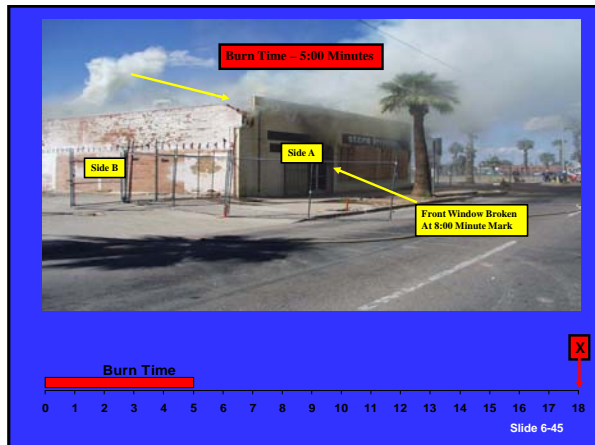 Burn Time – 5:00 Minutes
Side B
Side A
Front Window Broken
At 8:00 Minute Mark
X
Burn Time
0 1 2 3 4 5 6 7 8 9 10 11 12 13 14 15 16 17 18
Slide 6-45